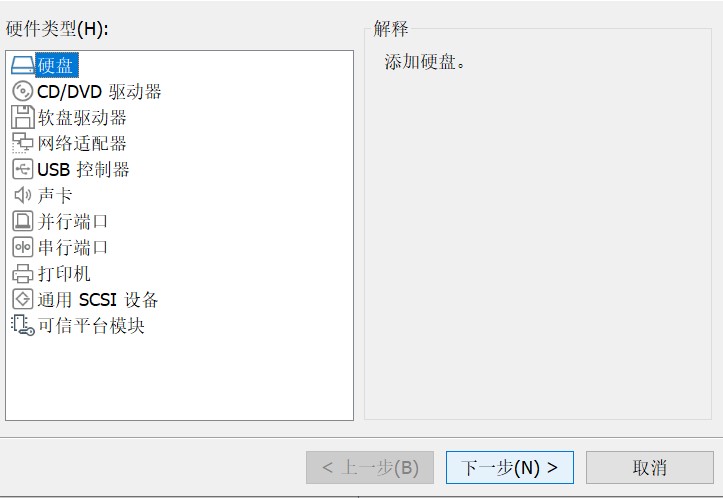 硬件类型(H):
硬盘
CD/DVD 驱动器
软盘驱动器
网络适配器
USB 控制器
声卡
并行端口
串行端口
打印机
通用 SCSI 设备
可信平台模块
解释
添加硬盘。
< 上一步(B)
下一步(N) >
取消